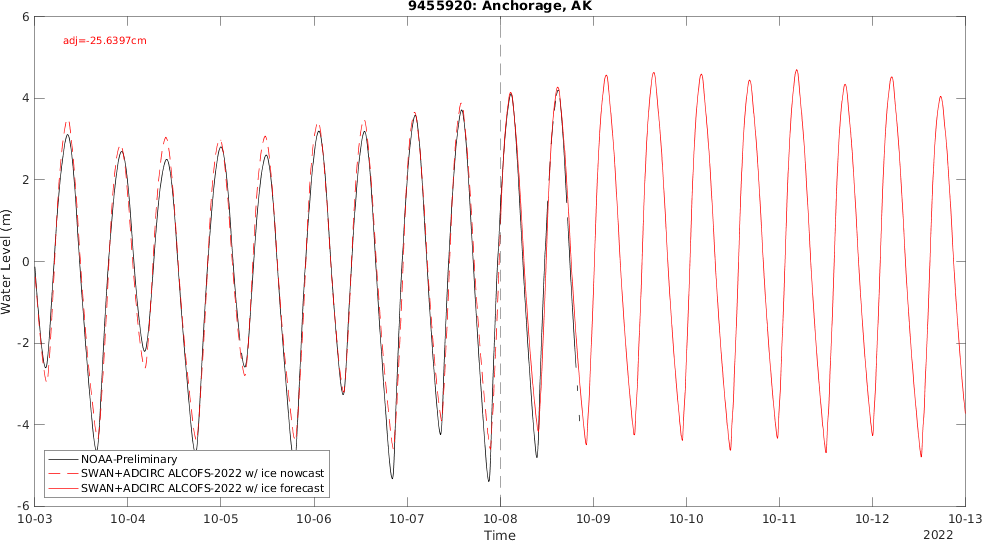 9455920: Anchorage, AK
6
adj=-25.6397cm
4
2
0
-2
-4
-6
Water Level (m)
NOAA-Preliminary
SWAN+ADCIRC ALCOFS-2022 w/ ice nowcast
SWAN+ADCIRC ALCOFS-2022 w/ ice forecast
10-03 10-04 10-05 10-06 10-07 10-08 10-09 10-10 10-11 10-12 10-13
Time
2022